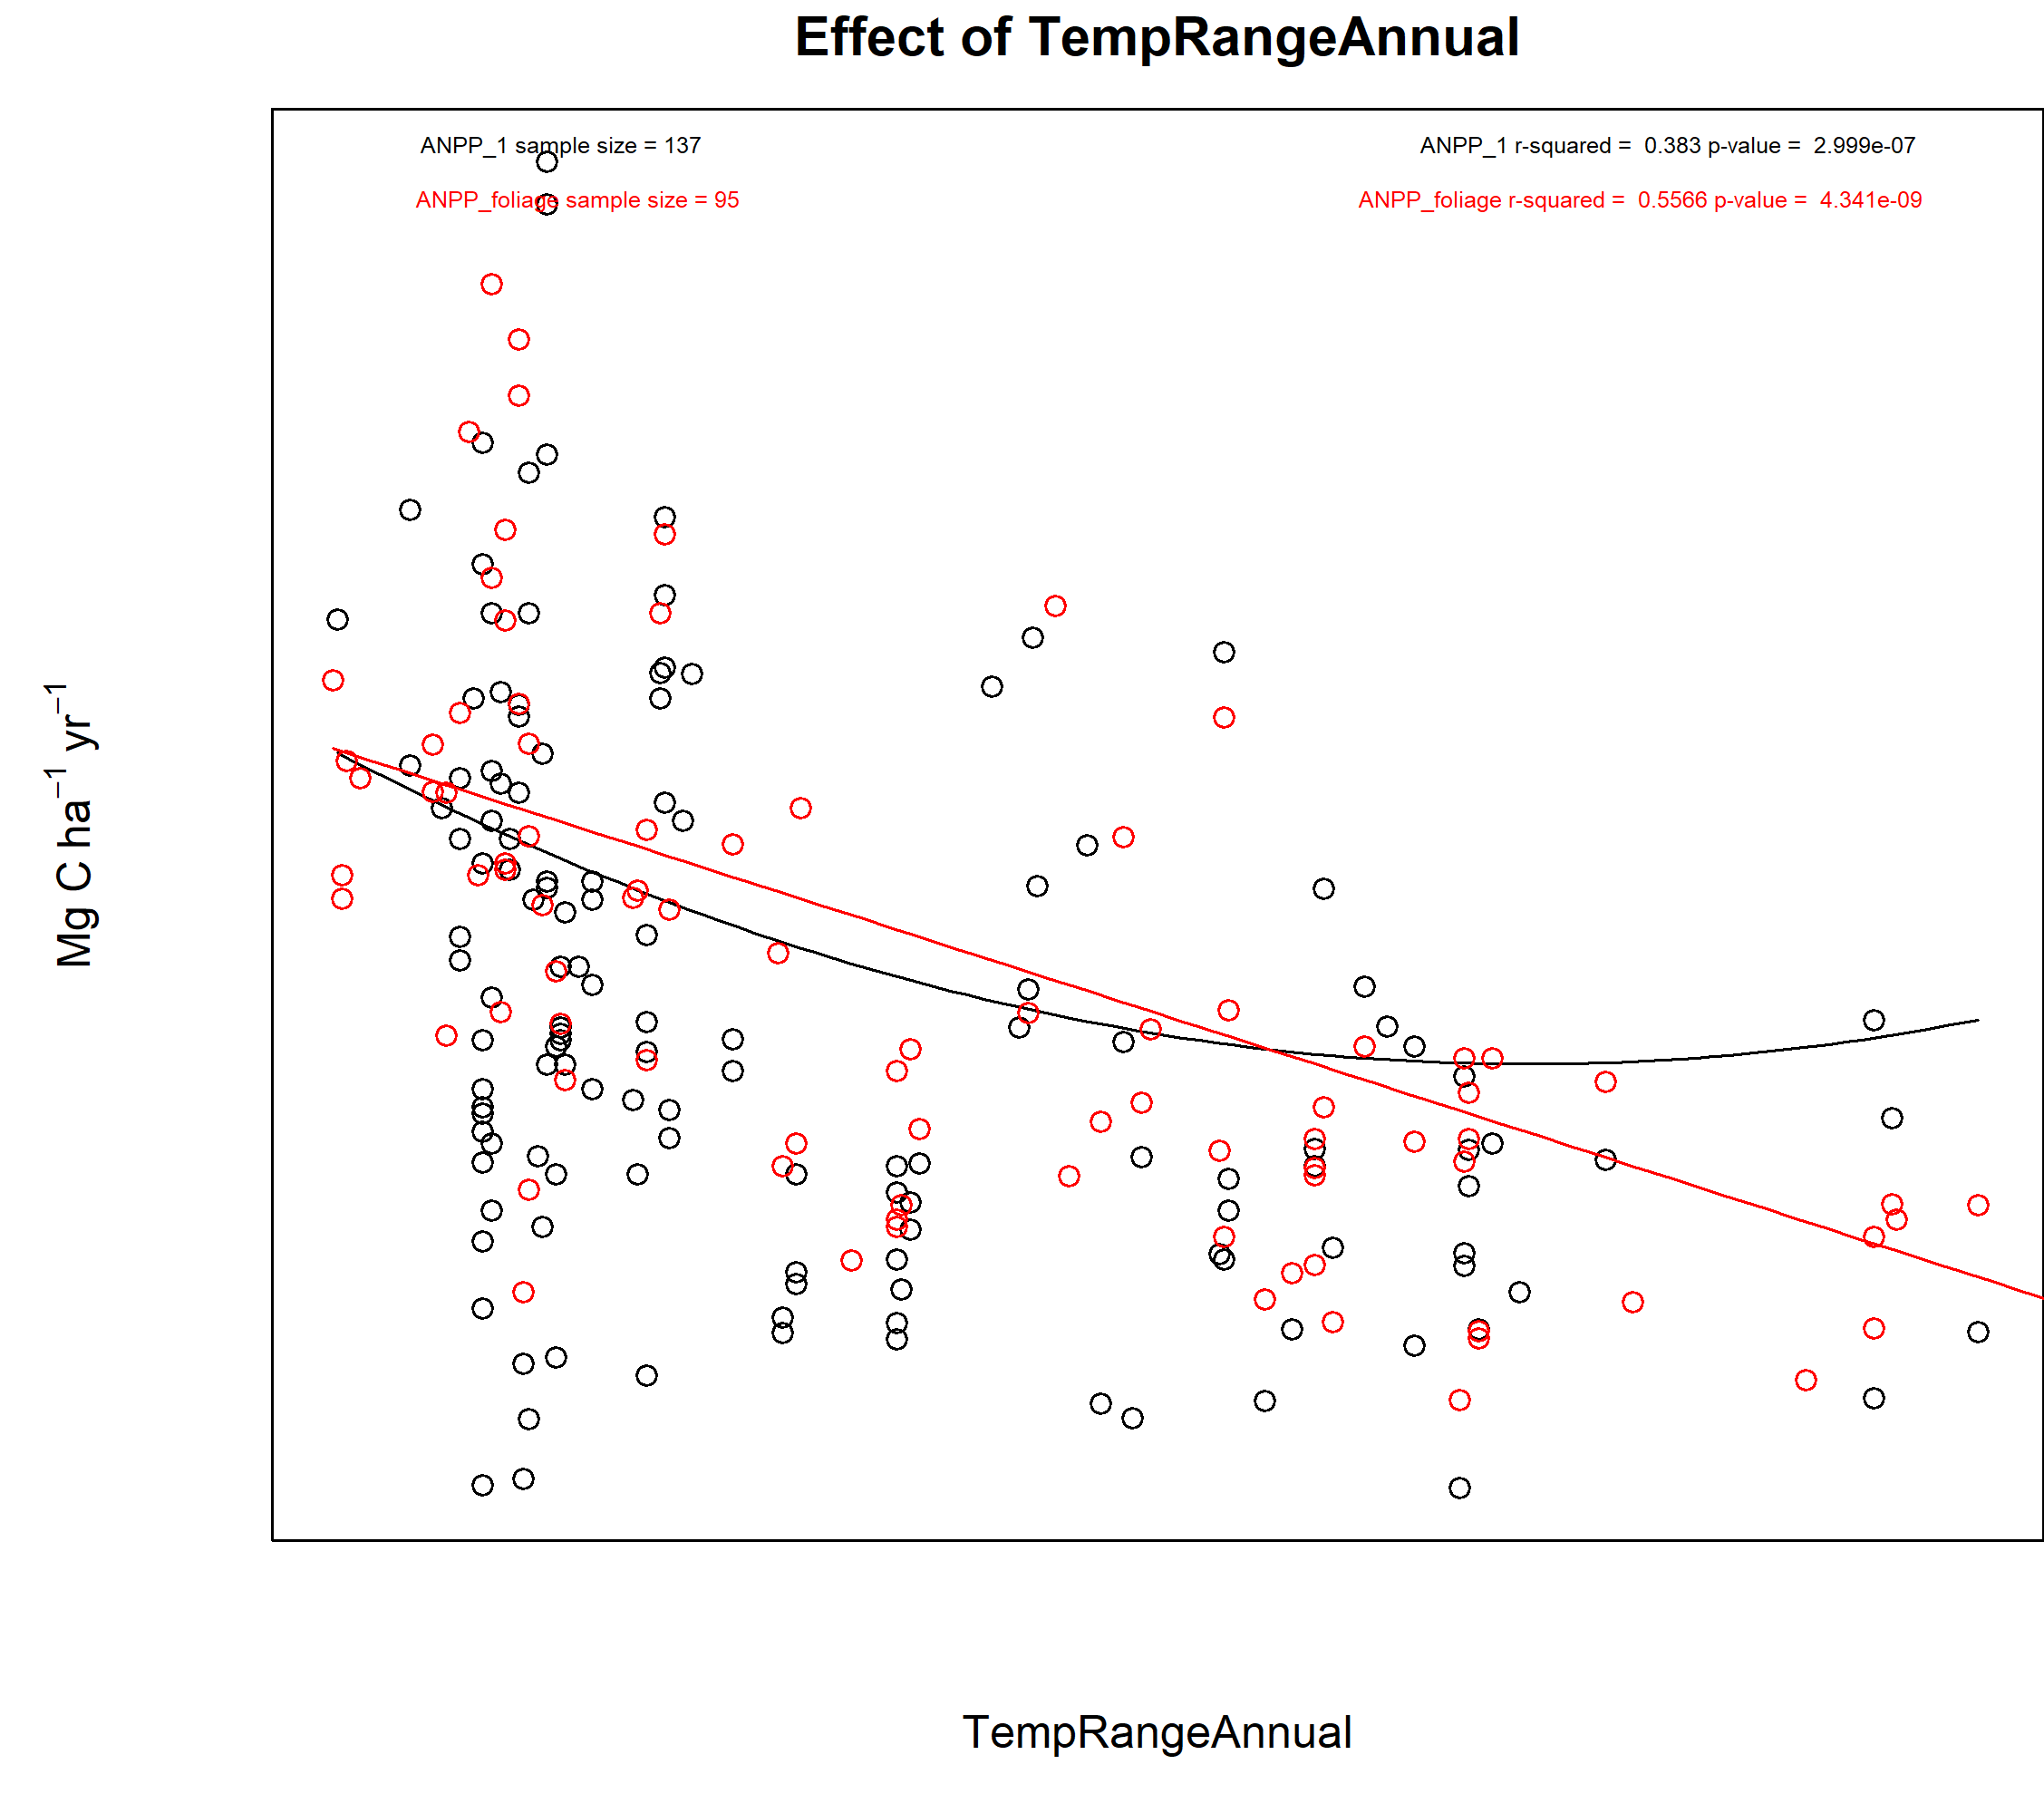 Effect of TempRangeAnnual
ANPP_1 sample size = 137
ANPP_1 r-squared = 0.383 p-value = 2.999e-07
ANPP_foliage sample size = 95
ANPP_foliage r-squared = 0.5566 p-value = 4.341e-09
Mg C ha⁻¹ yr⁻¹
TempRangeAnnual